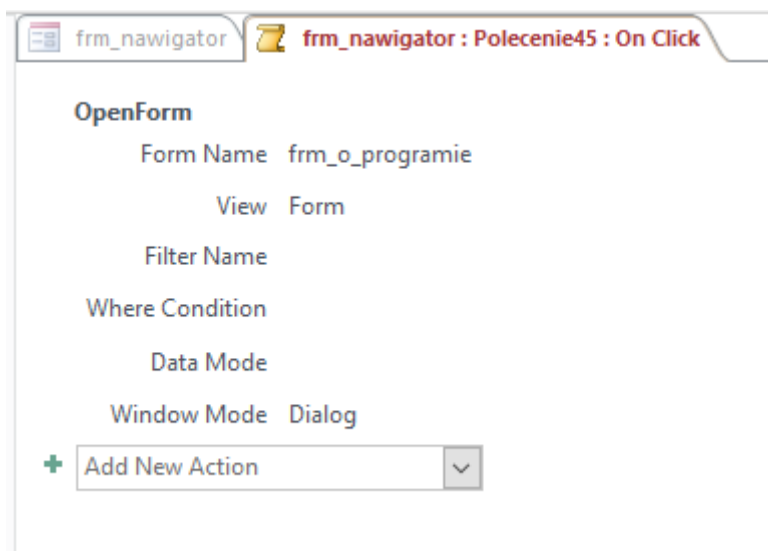 frm_nawigator
frm_nawigator : Polecenie45 : On Click
OpenForm
Form Name frm_o_programie
View Form
Filter Name
Where Condition
Data Mode
Window Mode Dialog
Add New Action